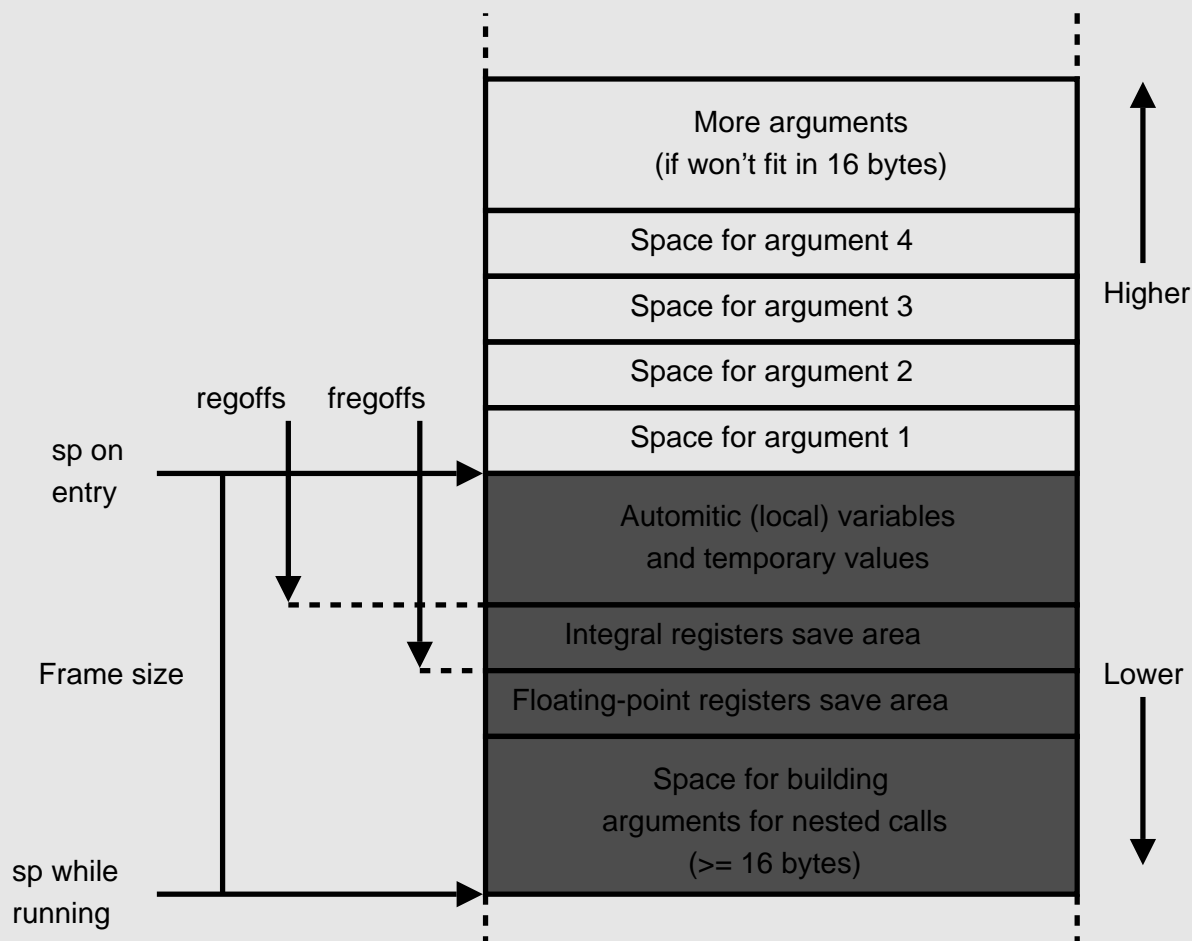 More arguments
(if won't fit in 16 bytes)
Space for argument 4
Higher
Space for argument 3
Space for argument 2
regoffs fregoffs
Space for argument 1
sp on
entry
Automitic (local) variables
and temporary values
Integral registers save area
Frame size
Lower
Floating-point registers save area
Space for building
arguments for nested calls
(>= 16 bytes)
sp while
running